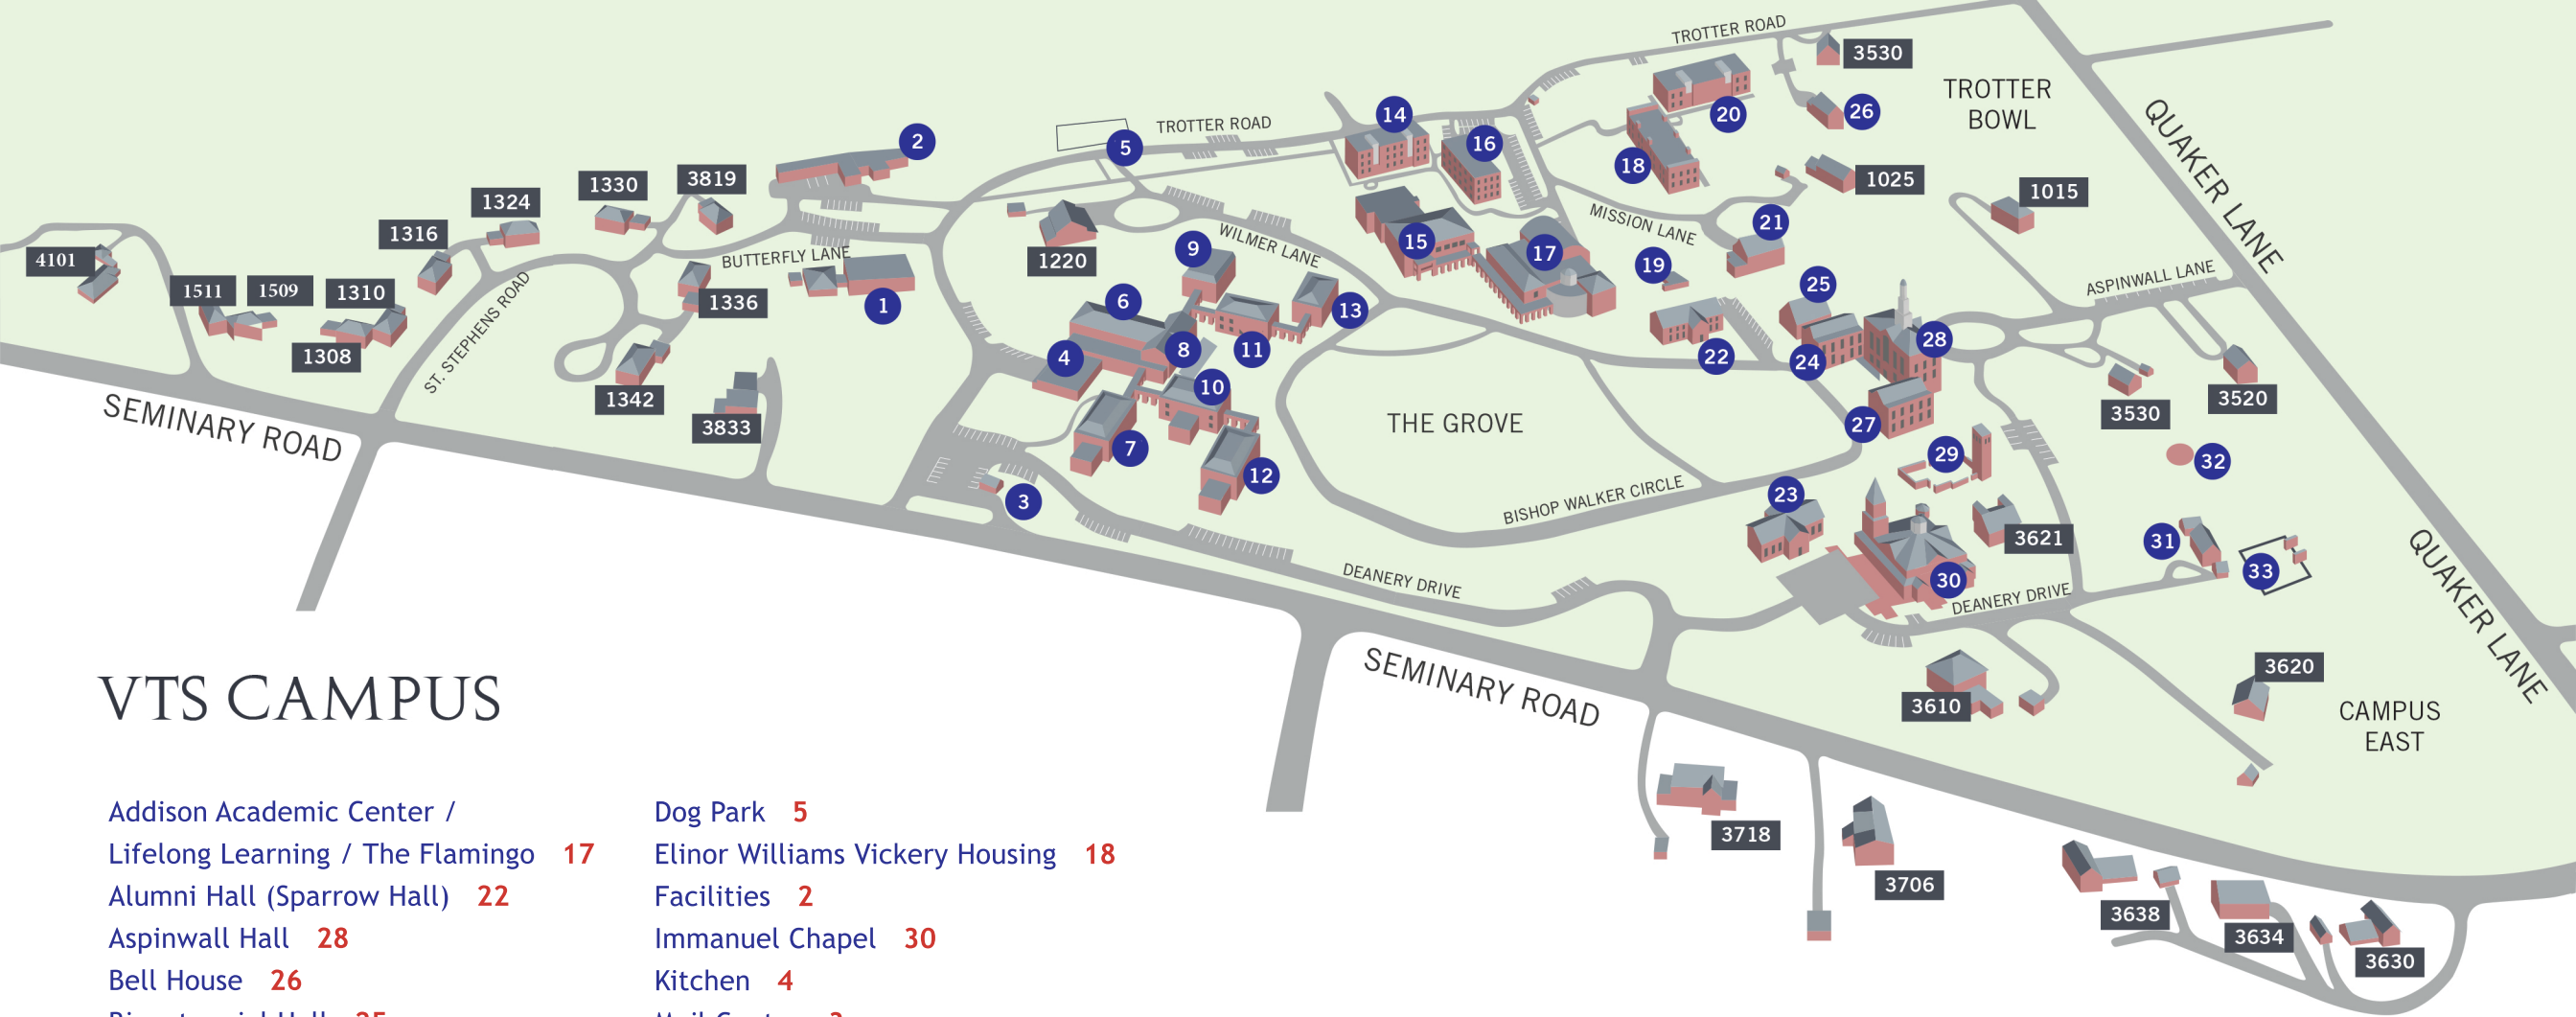 TROTTER ROAD
3530
TROTTER
BOWL
QUAKER LANE
14
20
26
2
TROTTER ROAD
5
16
18
3819
1330
1025
1015
1324
MISSION LANE
21
1316
WILMER LANE
9
15
17
4101
BUTTERFLY LANE
1220
19
ASPINWALL LANE
1511
1509
1310
1336
1
6
13
25
ST. STEPHENS ROAD
1308
4
8
11
22
24
28
1342
10
3530
3520
SEMINARY ROAD
3833
7
THE GROVE
27
29
32
12
3
BISHOP WALKER CIRCLE
23
3621
31
33
QUAKER LANE
DEANERY DRIVE
30
DEANERY DRIVE
SEMINARY ROAD
3610
3620
CAMPUS
EAST
3718
3706
3638
3634
3630
VTS CAMPUS
Addison Academic Center /
Lifelong Learning / The Flamingo 17
Alumni Hall (Sparrow Hall) 22
Aspinwall Hall 28
Bell House 26
Dog Park 5
Elinor Williams Vickery Housing 18
Facilities 2
Immanuel Chapel 30
Kitchen 4